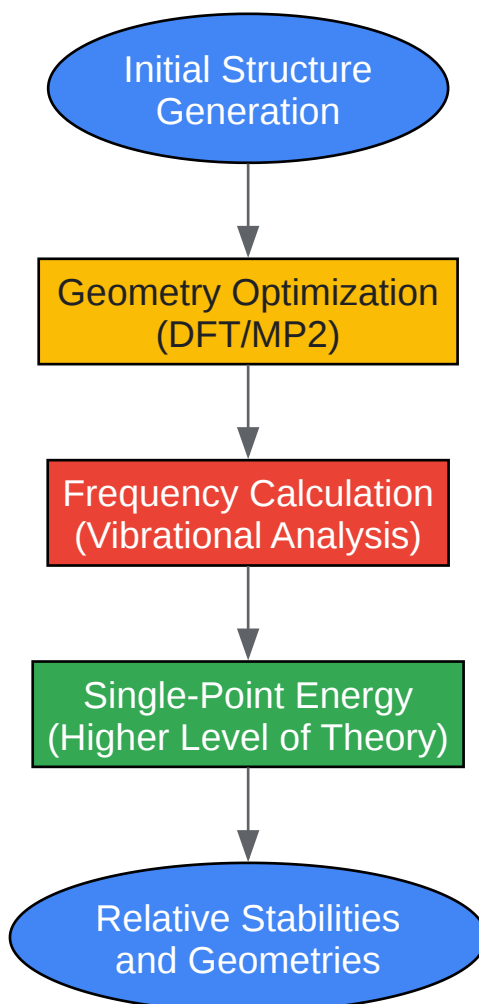 Initial Structure
Generation
Geometry Optimization
(DFT/MP2)
Frequency Calculation
(Vibrational Analysis)
Single-Point Energy
(Higher Level of Theory)
Relative Stabilities
and Geometries